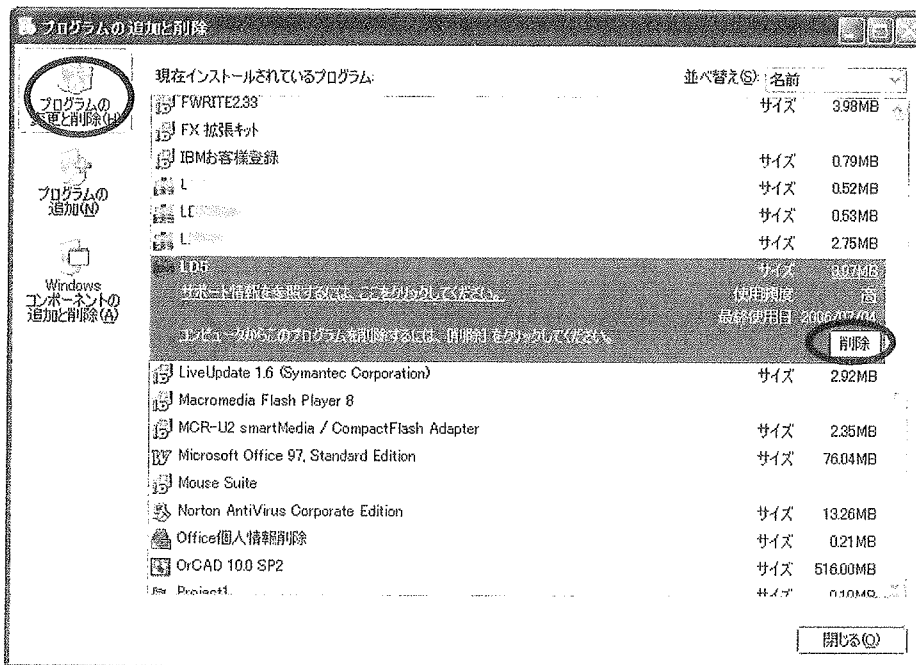 プログラムの追加と削除
プログラムの
変更と削除(H)
プログラムの
追加(N)
Windows
コンポーネントの
追加と削除(A)
現在インストールされているプログラム:
並べ替え(S): 名前
FWRITE2.33 サイズ 3.98MB
FX 拡張キット
IBMお客様登録 サイズ 0.79MB
L サイズ 0.52MB
LD サイズ 0.53MB
L サイズ 2.75MB
LD5 サイズ
サポート情報を参照するには、ここをクリックしてください。 使用頻度 高
最終使用日 2006/07/04
コンピュータからこのプログラムを削除するには、[削除] をクリックしてください。 削除
LiveUpdate 1.6 (Symantec Corporation) サイズ 2.92MB
Macromedia Flash Player 8
MCR-U2 smartMedia / CompactFlash Adapter サイズ 2.35MB
Microsoft Office 97, Standard Edition サイズ 76.04MB
Mouse Suite
Norton AntiVirus Corporate Edition サイズ 13.26MB
Office個人情報削除 サイズ 0.21MB
OrCAD 10.0 SP2 サイズ 516.00MB
Project1 サイズ 0.10MB
閉じる(O)